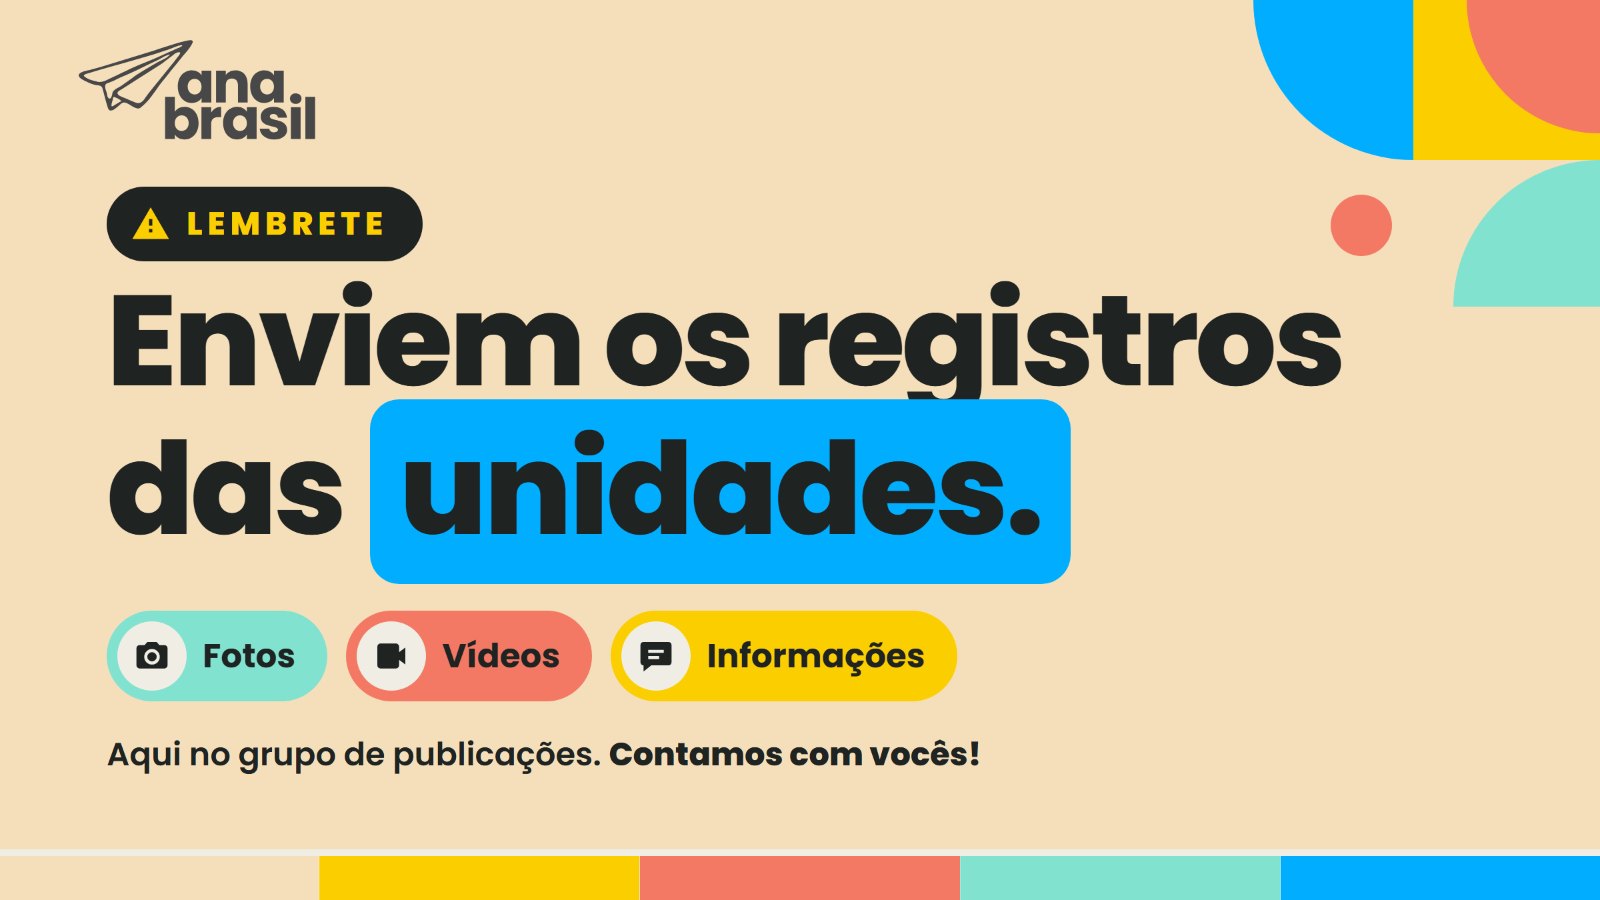 ana
brasil
LEMBRETE
Enviem os registros
das unidades.
Fotos Vídeos Informações
Aqui no grupo de publicações. Contamos com vocês!